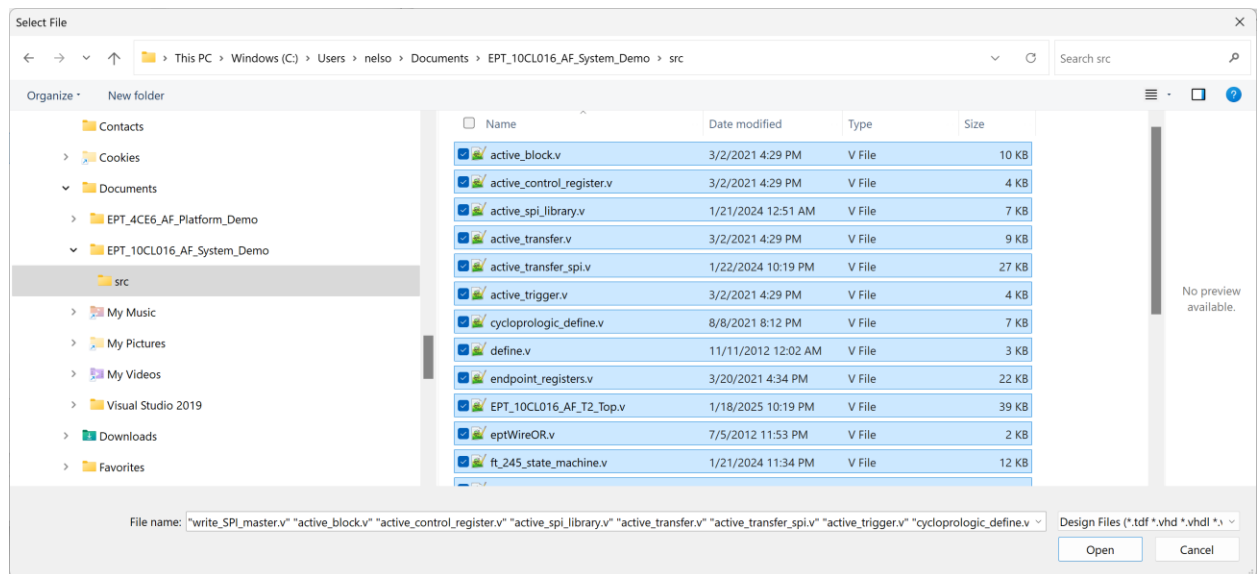 Select File
This PC > Windows (C:) > Users > nelso > Documents > EPT_10CL016_AF_System_Demo > src
Search src
Organize
New folder
Contacts
Cookies
Documents
EPT_4CE6_AF_Platform_Demo
EPT_10CL016_AF_System_Demo
src
My Music
My Pictures
My Videos
Visual Studio 2019
Downloads
Favorites
Name Date modified Type Size
active_block.v 3/2/2021 4:29 PM V File 10 KB
active_control_register.v 3/2/2021 4:29 PM V File 4 KB
active_spi_library.v 1/21/2024 12:51 AM V File 7 KB
active_transfer.v 3/2/2021 4:29 PM V File 9 KB
active_transfer_spi.v 1/22/2024 10:19 PM V File 27 KB
active_trigger.v 3/2/2021 4:29 PM V File 4 KB
cycloprologic_define.v 8/8/2021 8:12 PM V File 7 KB
define.v 11/11/2012 12:02 AM V File 3 KB
endpoint_registers.v 3/20/2021 4:34 PM V File 22 KB
EPT_10CL016_AF_T2_Top.v 1/18/2025 10:19 PM V File 39 KB
eptWireOR.v 7/5/2012 11:53 PM V File 2 KB
ft_245_state_machine.v 1/21/2024 11:34 PM V File 12 KB
No preview
available.
File name: "write_SPI_master.v" "active_block.v" "active_control_register.v" "active_spi_library.v" "active_transfer.v" "active_transfer_spi.v" "active_trigger.v" "cycloprologic_define.v
Design Files (*.tdf *.vhd *.vhdl *.v
Open
Cancel